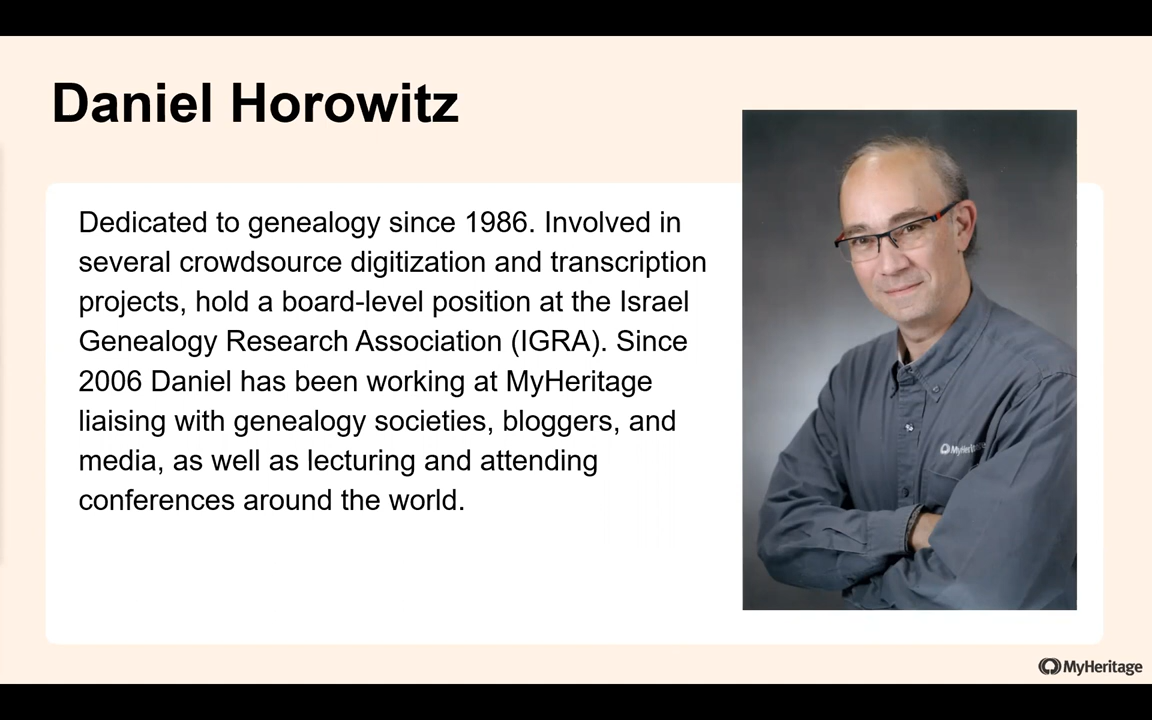 Daniel Horowitz
Dedicated to genealogy since 1986. Involved in
several crowdsource digitization and transcription
projects, hold a board-level position at the Israel
Genealogy Research Association (IGRA). Since
2006 Daniel has been working at MyHeritage
liaising with genealogy societies, bloggers, and
media, as well as lecturing and attending
conferences around the world.
MyHeritage
MyHeritage